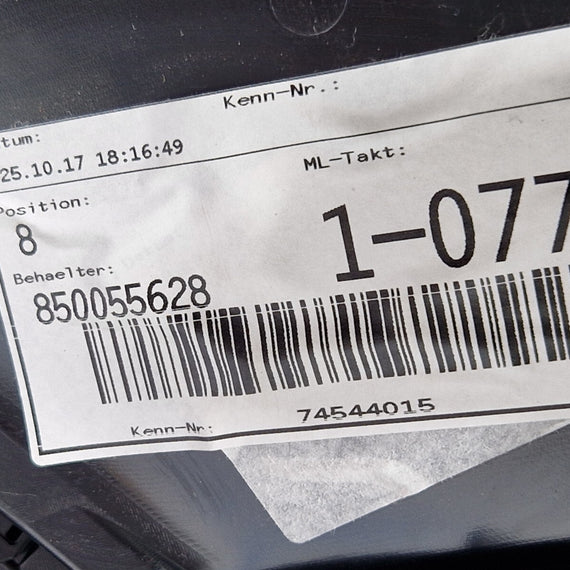 Kenn-Nr.:
tum:
25.10.17 18:16:49
ML-Takt:
Position:
8
1-077
Behaelter:
850055628
74544015
Kenn-Nr: